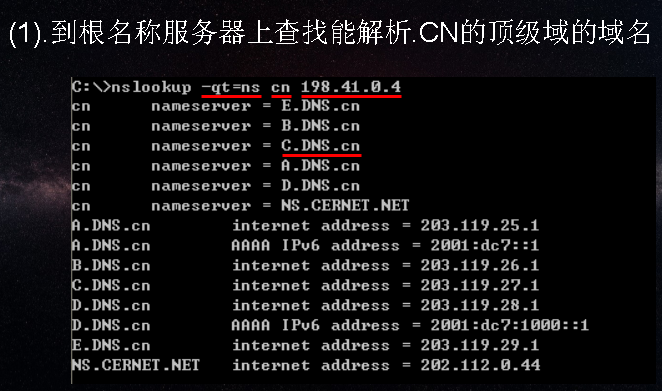 (1).到根名称服务器上查找能解析.CN的顶级域的域名
C:\>nslookup -qt=ns cn 198.41.0.4
cn      nameserver = E.DNS.cn
cn      nameserver = B.DNS.cn
cn      nameserver = C.DNS.cn
cn      nameserver = A.DNS.cn
cn      nameserver = D.DNS.cn
cn      nameserver = NS.CERNET.NET
A.DNS.cn        internet address = 203.119.25.1
A.DNS.cn        AAAA IPv6 address = 2001:dc7::1
B.DNS.cn        internet address = 203.119.26.1
C.DNS.cn        internet address = 203.119.27.1
D.DNS.cn        internet address = 203.119.28.1
D.DNS.cn        AAAA IPv6 address = 2001:dc7:1000::1
E.DNS.cn        internet address = 203.119.29.1
NS.CERNET.NET   internet address = 202.112.0.44